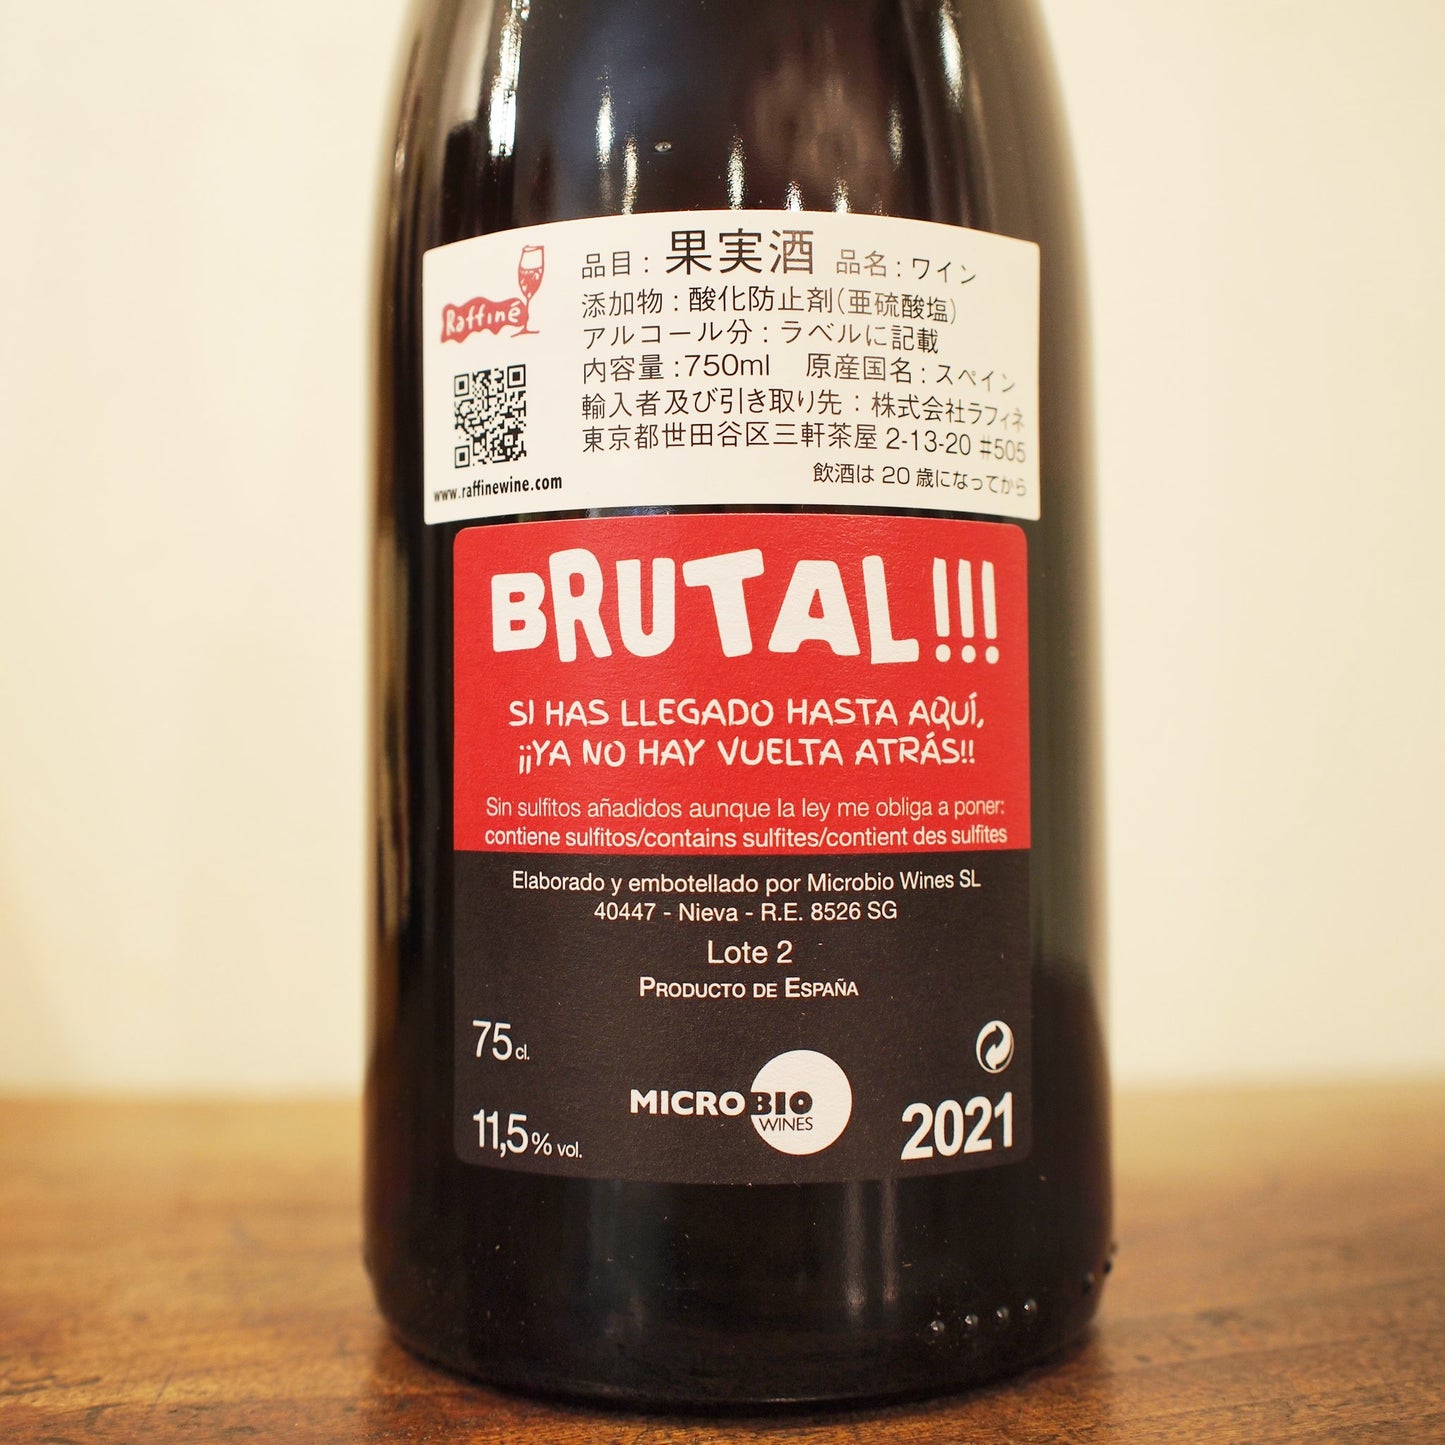 Raffiné
www.raffinewine.com
品目 : 果実酒 品名 : ワイン
添加物 : 酸化防止剤(亜硫酸塩)
アルコール分 : ラベルに記載
内容量 : 750ml 原産国名 : スペイン
輸入者及び引き取り先 : 株式会社ラフィネ
東京都世田谷区三軒茶屋 2-13-20 #505
飲酒は 20 歳になってから
BRUTAL!!!
SI HAS LLEGADO HASTA AQUÍ,
¡¡YA NO HAY VUELTA ATRÁS!!
Sin sulfitos añadidos aunque la ley me obliga a poner:
contiene sulfitos/contains sulfites/contient des sulfites
Elaborado y embotellado por Microbio Wines SL
40447 - Nieva - R.E. 8526 SG
Lote 2
PRODUCTO DE ESPAÑA
75 cl.
11,5% vol.
MICRO BIO
WINES
2021